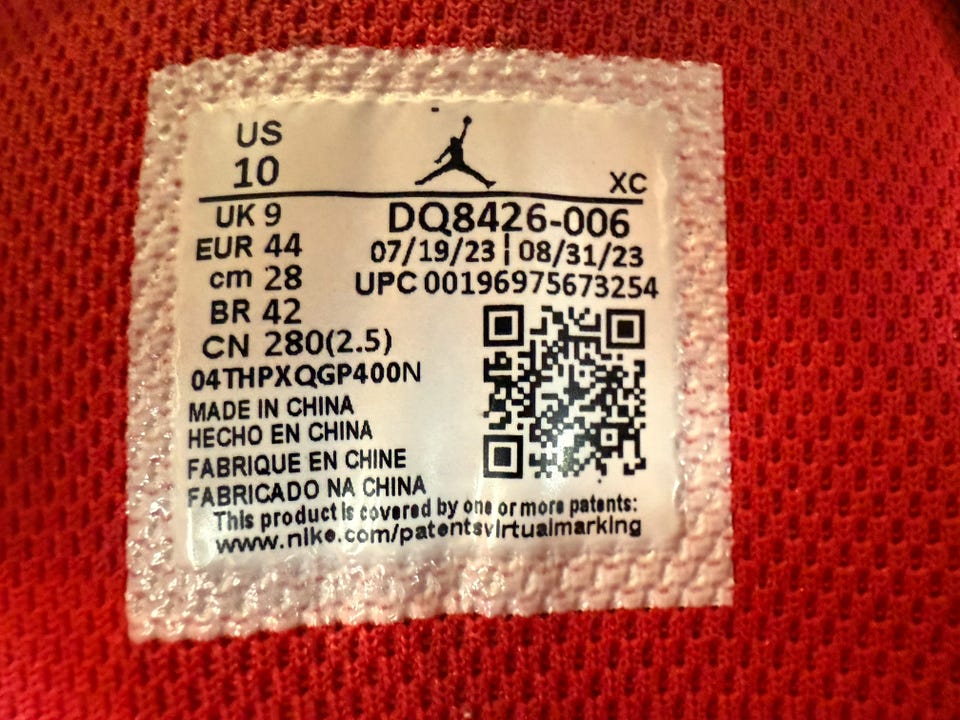 US
10
XC
UK 9
DQ8426-006
EUR 44
07/19/23 | 08/31/23
cm 28
UPC 00196975673254
BR 42
CN 280(2.5)
04THPXQGP400N
MADE IN CHINA
HECHO EN CHINA
FABRIQUE EN CHINE
FABRICADO NA CHINA
This product is covered by one or more patents:
www.nike.com/patentsvirtualmarking